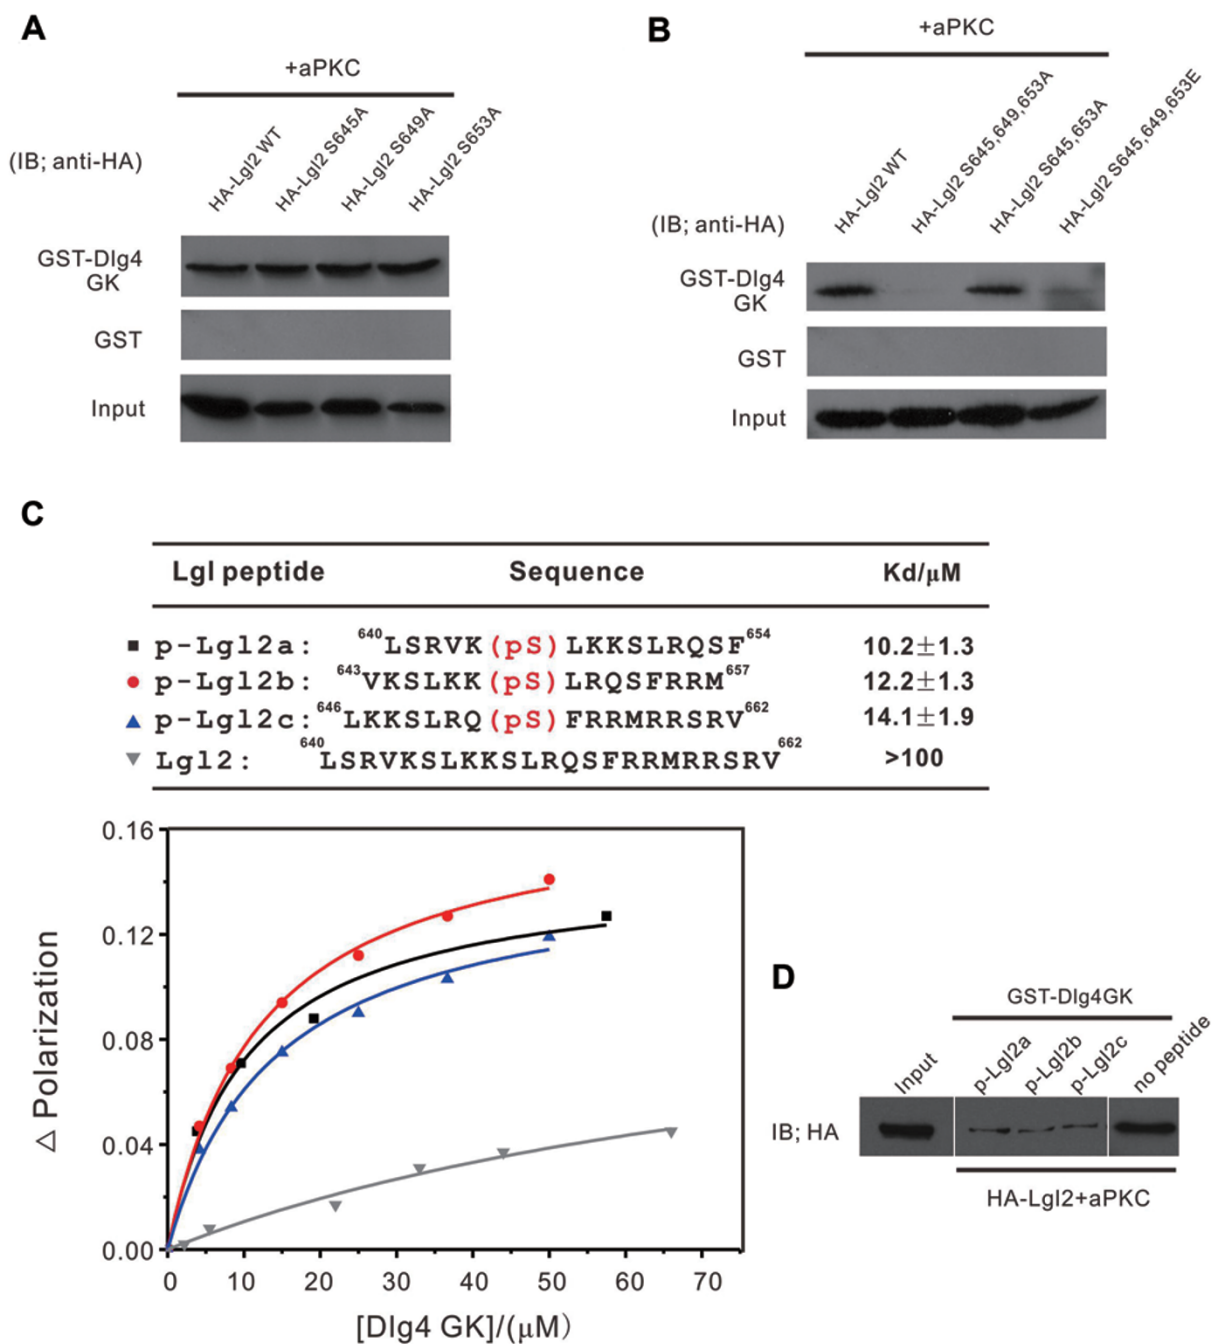 A
+aPKC
HA-Lgl2 WT
HA-Lgl2 S645A
HA-Lgl2 S649A
HA-Lgl2 S653A
(IB; anti-HA)
GST-Dlg4
GK
GST
Input
B
+aPKC
HA-Lgl2 WT
HA-Lgl2 S645,649,653A
HA-Lgl2 S645,653A
HA-Lgl2 S645,649,653E
(IB; anti-HA)
GST-Dlg4
GK
GST
Input
C
Lgl peptide Sequence Kd/μM
p-Lgl2a: 640LSRVK(pS)LKKSLRQSF654 10.2±1.3
p-Lgl2b: 643VKSLKK(pS)LRQSFRRM657 12.2±1.3
p-Lgl2c: 646LKKSLRQ(pS)FRRMRRSRV662 14.1±1.9
Lgl2: 640LSRVKSLKKSLRQSFRRMRRSRV662 >100
0.16
0.12
0.08
0.04
0.00
△ Polarization
0 10 20 30 40 50 60 70
[Dlg4 GK]/(μM)
D
GST-Dlg4GK
Input
p-Lgl2a
p-Lgl2b
p-Lgl2c
no peptide
IB; HA
HA-Lgl2+aPKC